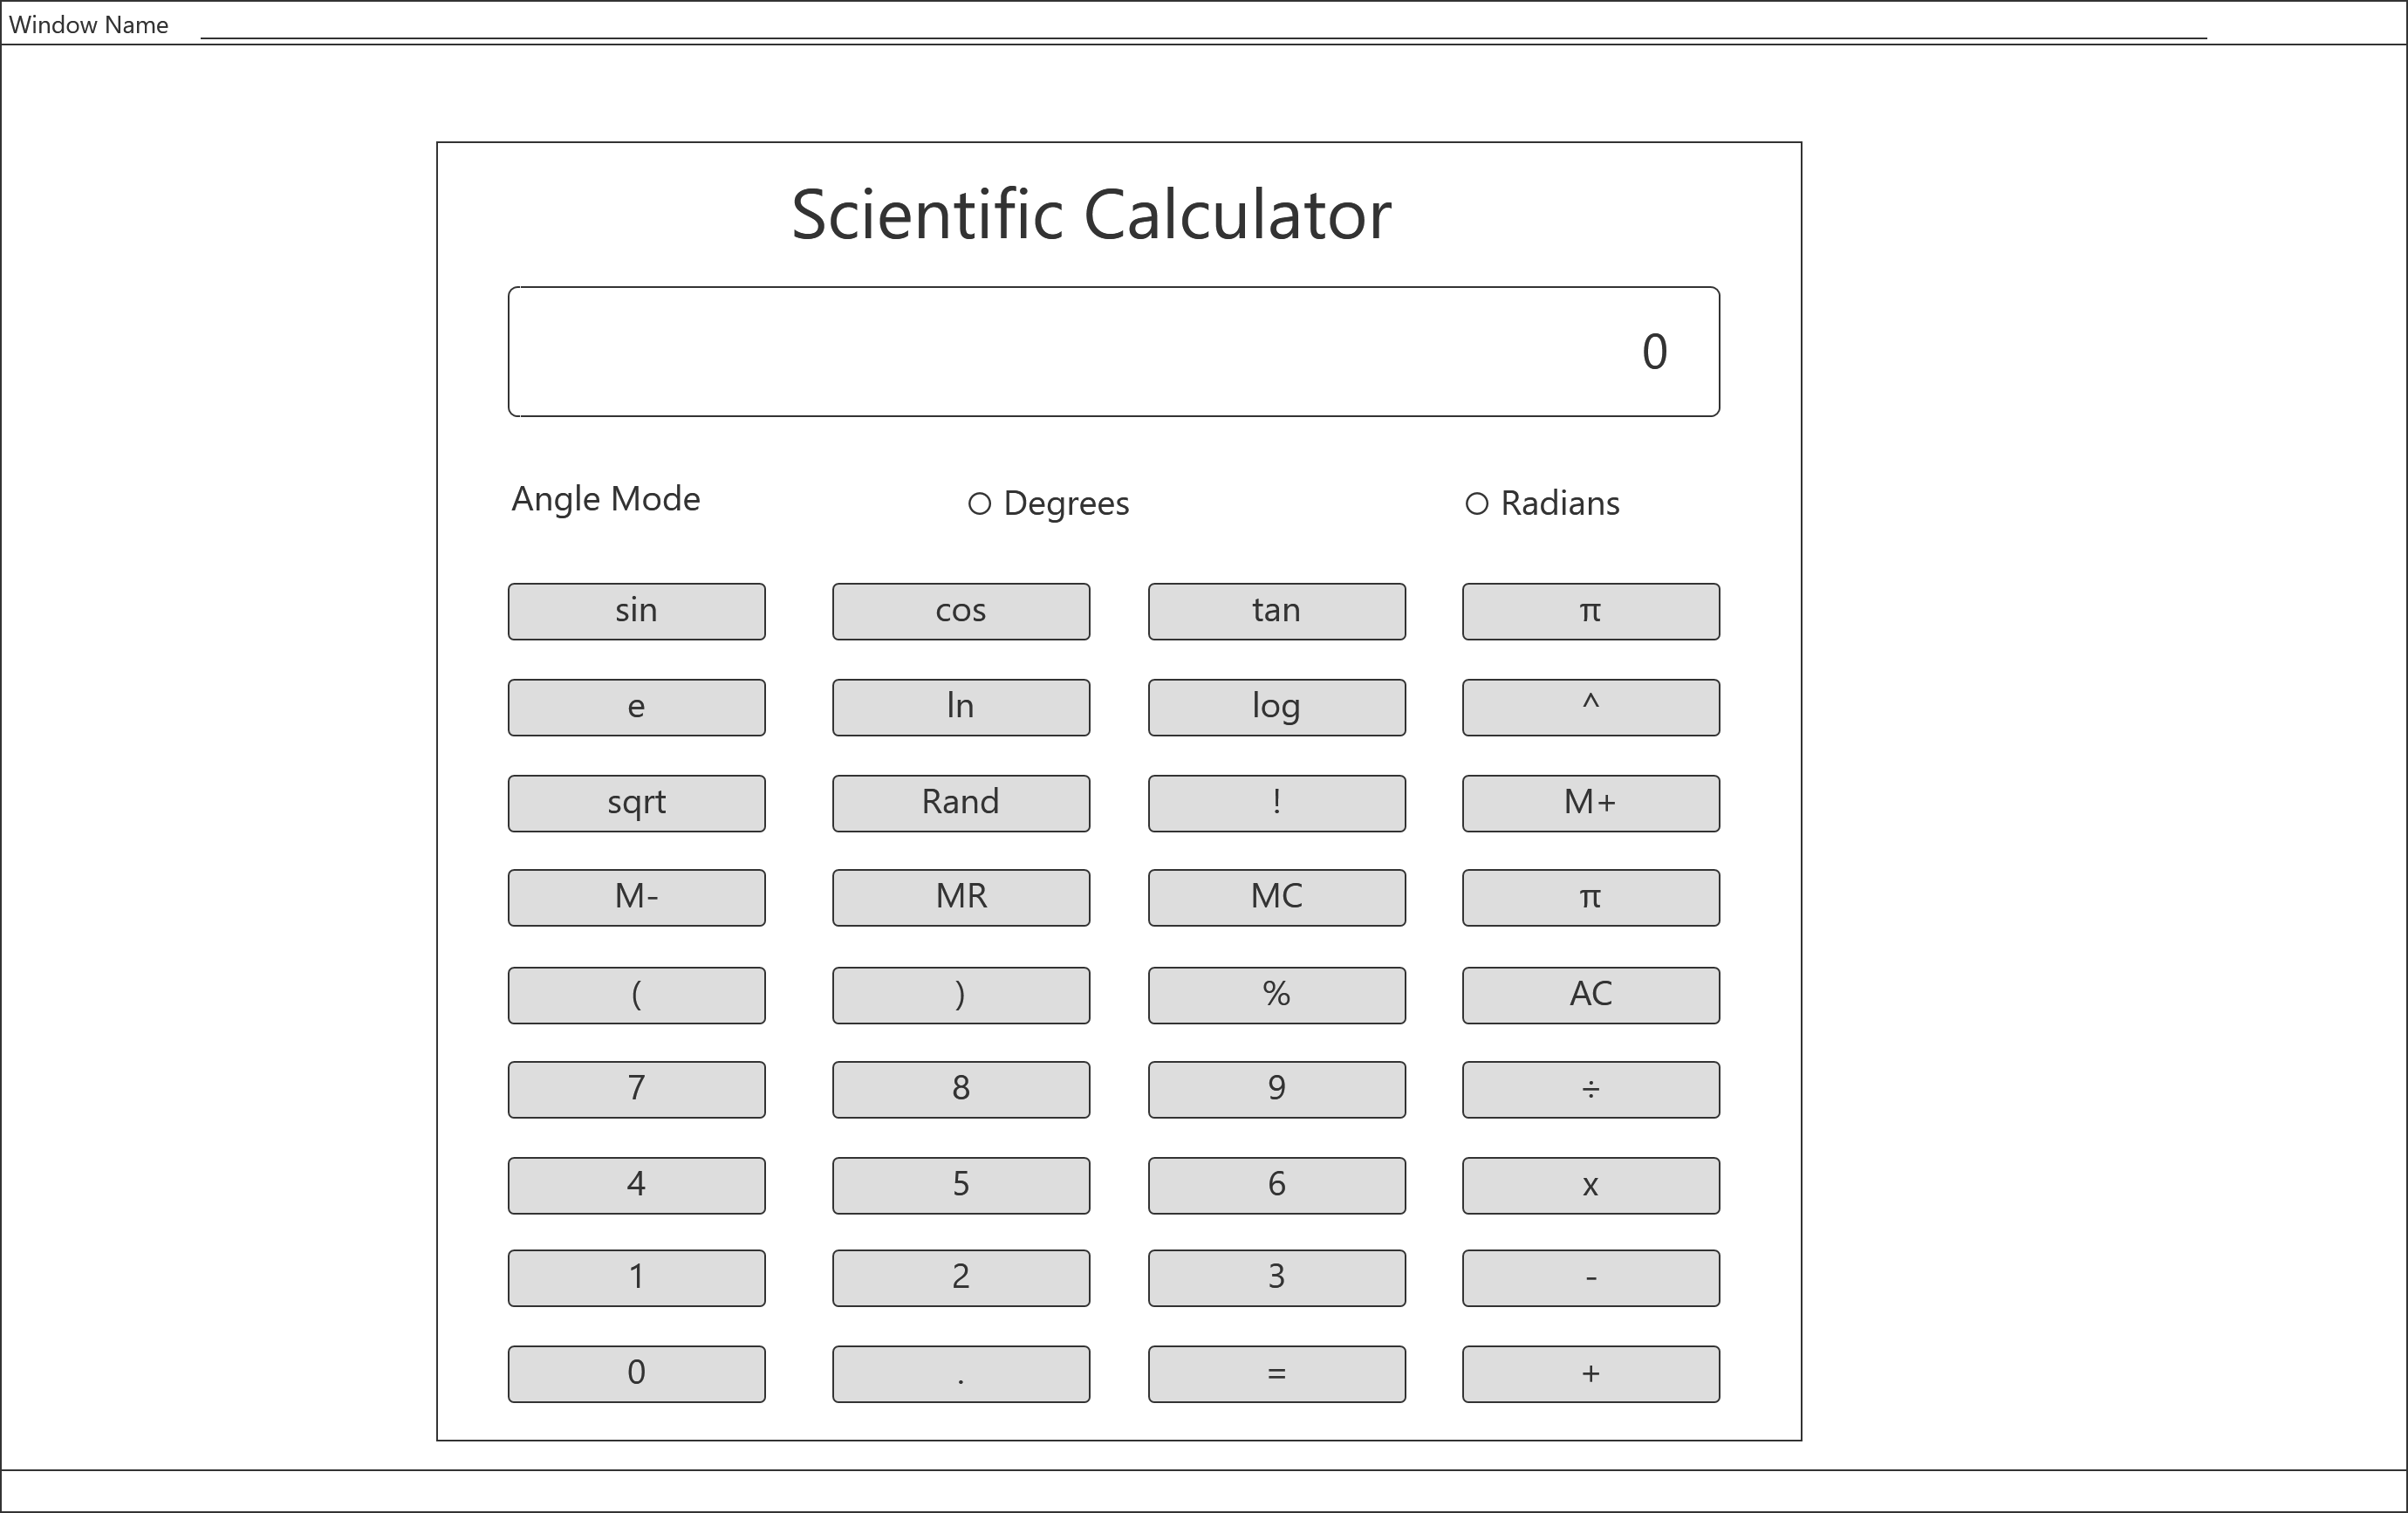 Window Name
Scientific Calculator
0
Angle Mode Degrees Radians
sin cos tan π
e ln log ^
sqrt Rand ! M+
M- MR MC π
( ) % AC
7 8 9 ÷
4 5 6 x
1 2 3 -
0 . = +